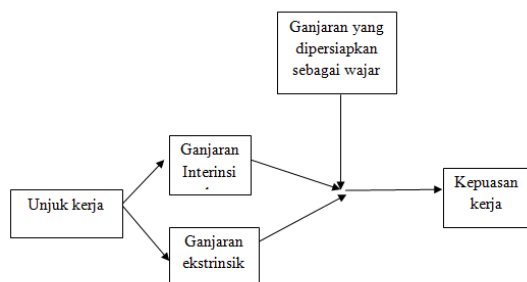 Ganjaran yang
dipersiapkan
sebagai wajar
Ganjaran
Interinsi
Unjuk kerja
Ganjaran
ekstrinsik
Kepuasan
kerja